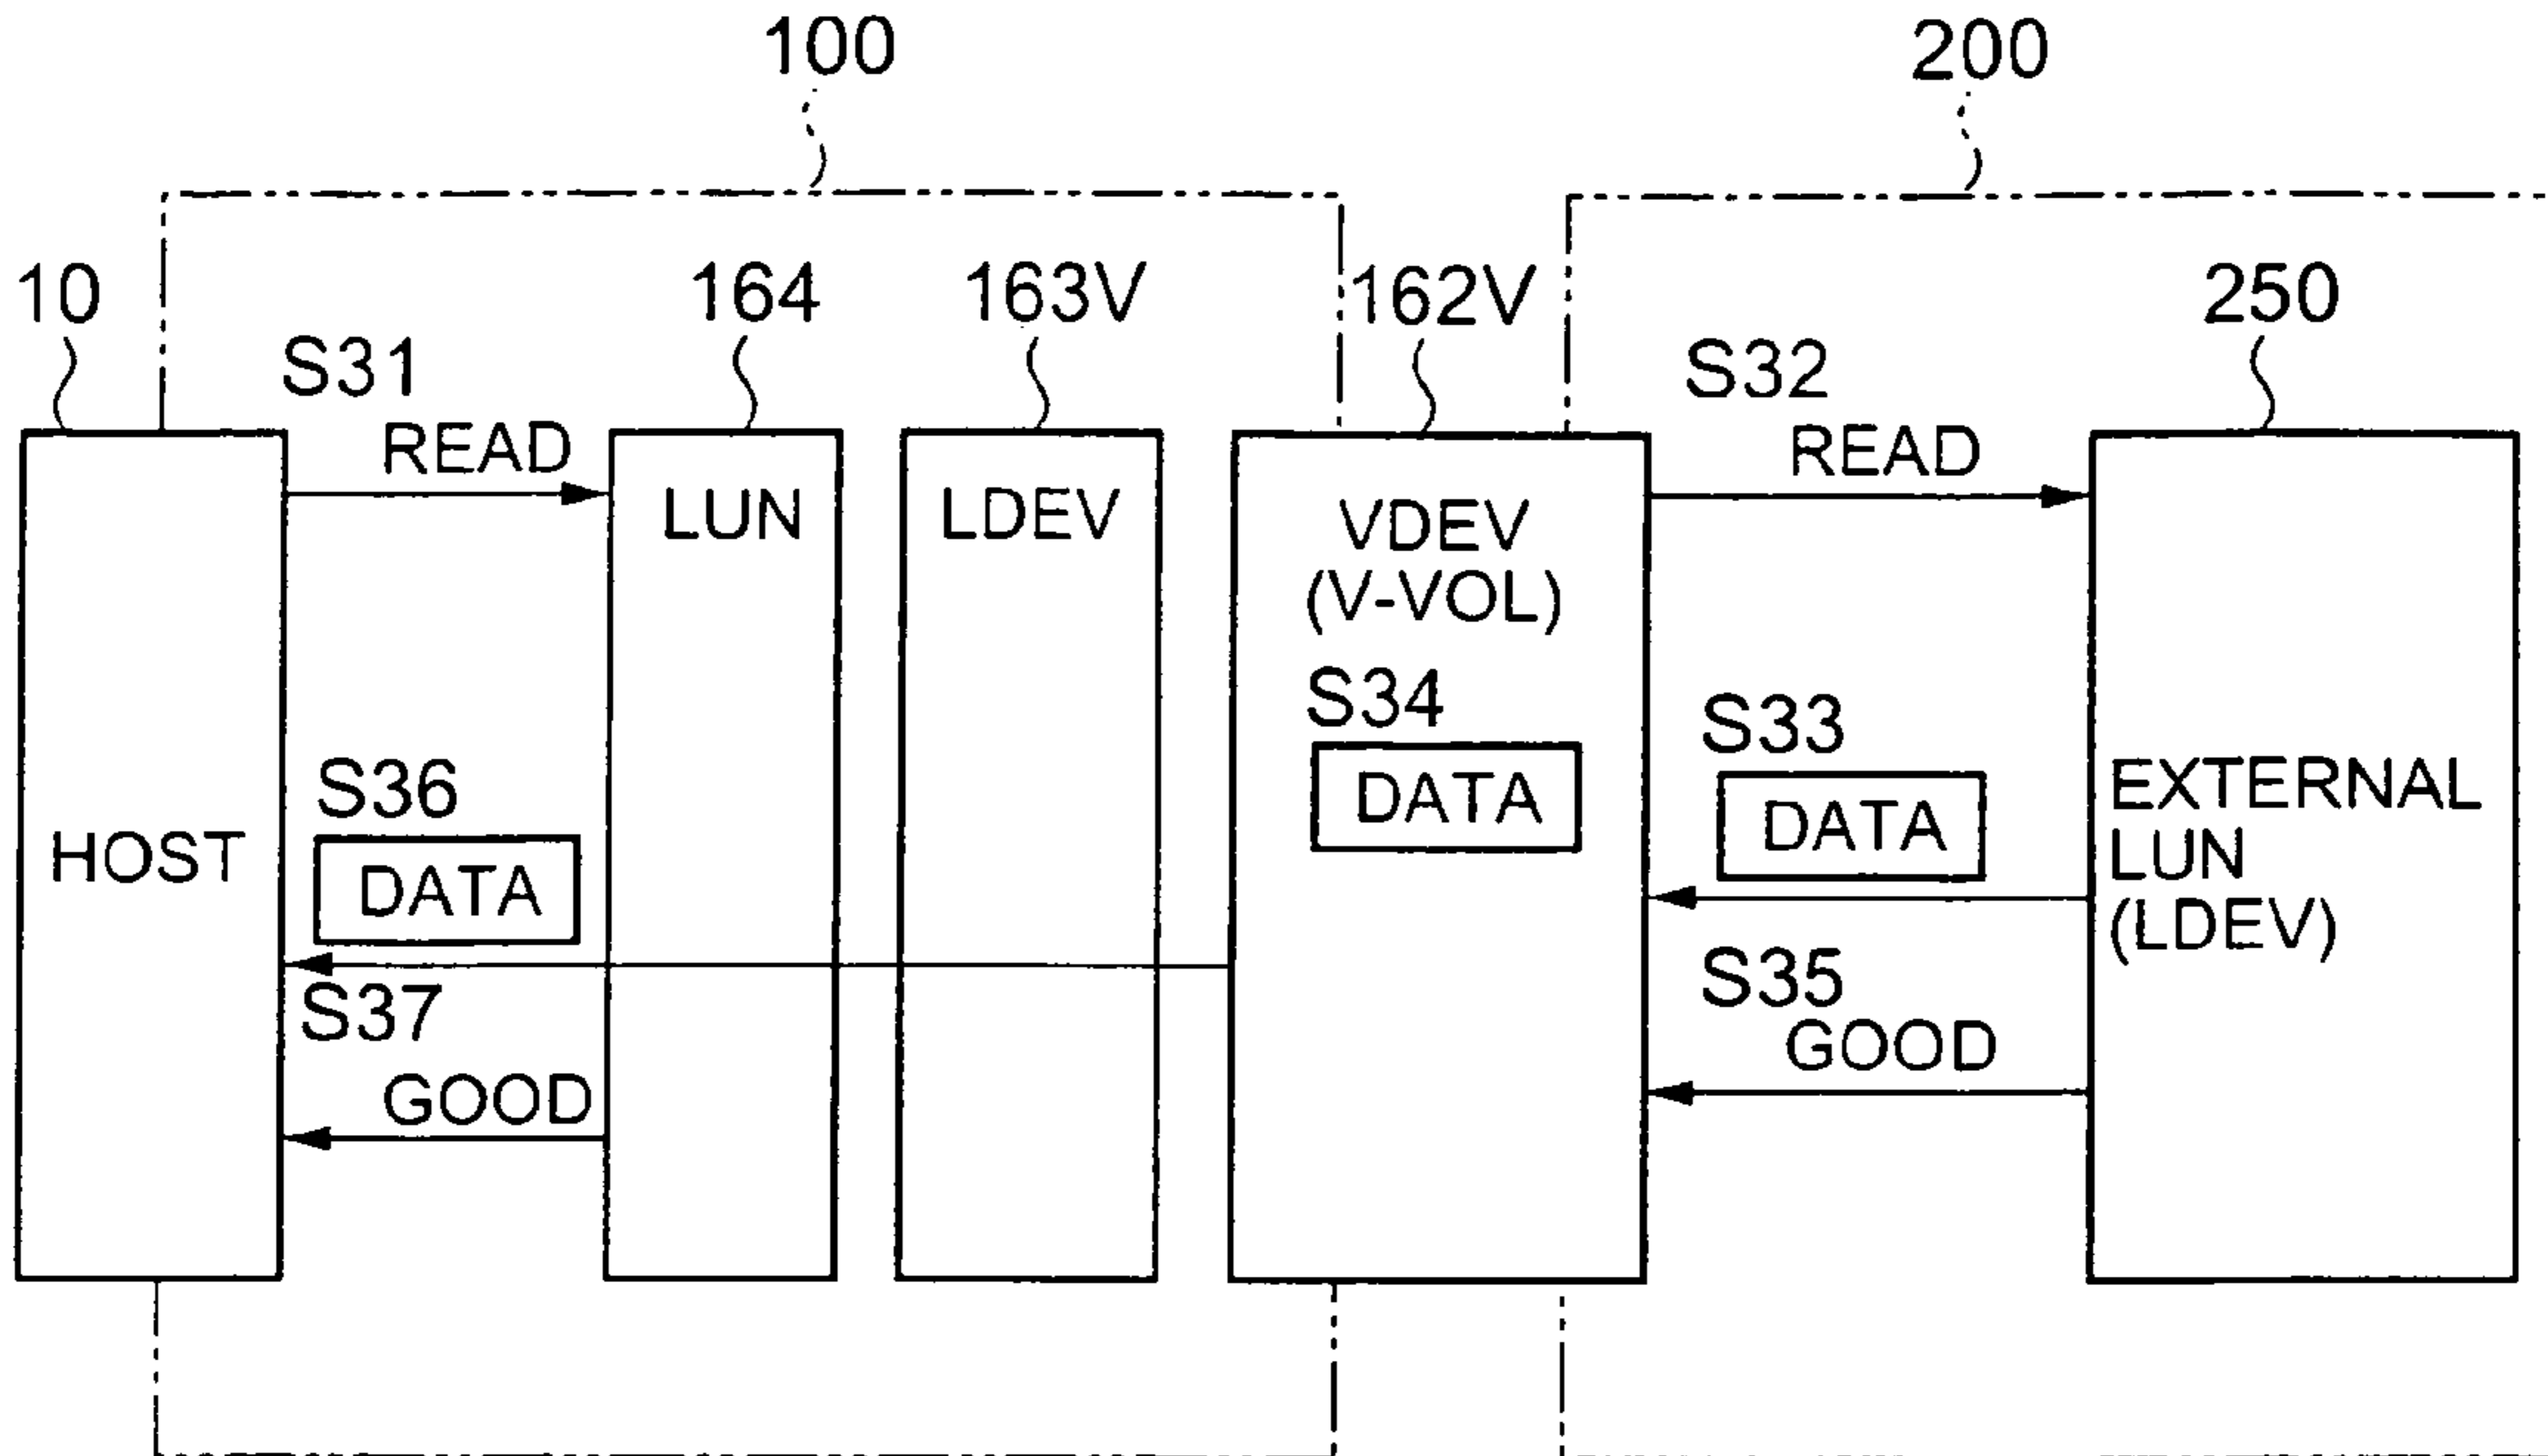 100
200
10
164
163V
162V
250
S31
READ
S32
READ
LUN
LDEV
VDEV
(V-VOL)
S34
DATA
S33
DATA
S36
DATA
HOST
EXTERNAL
LUN
(LDEV)
S35
GOOD
S37
GOOD